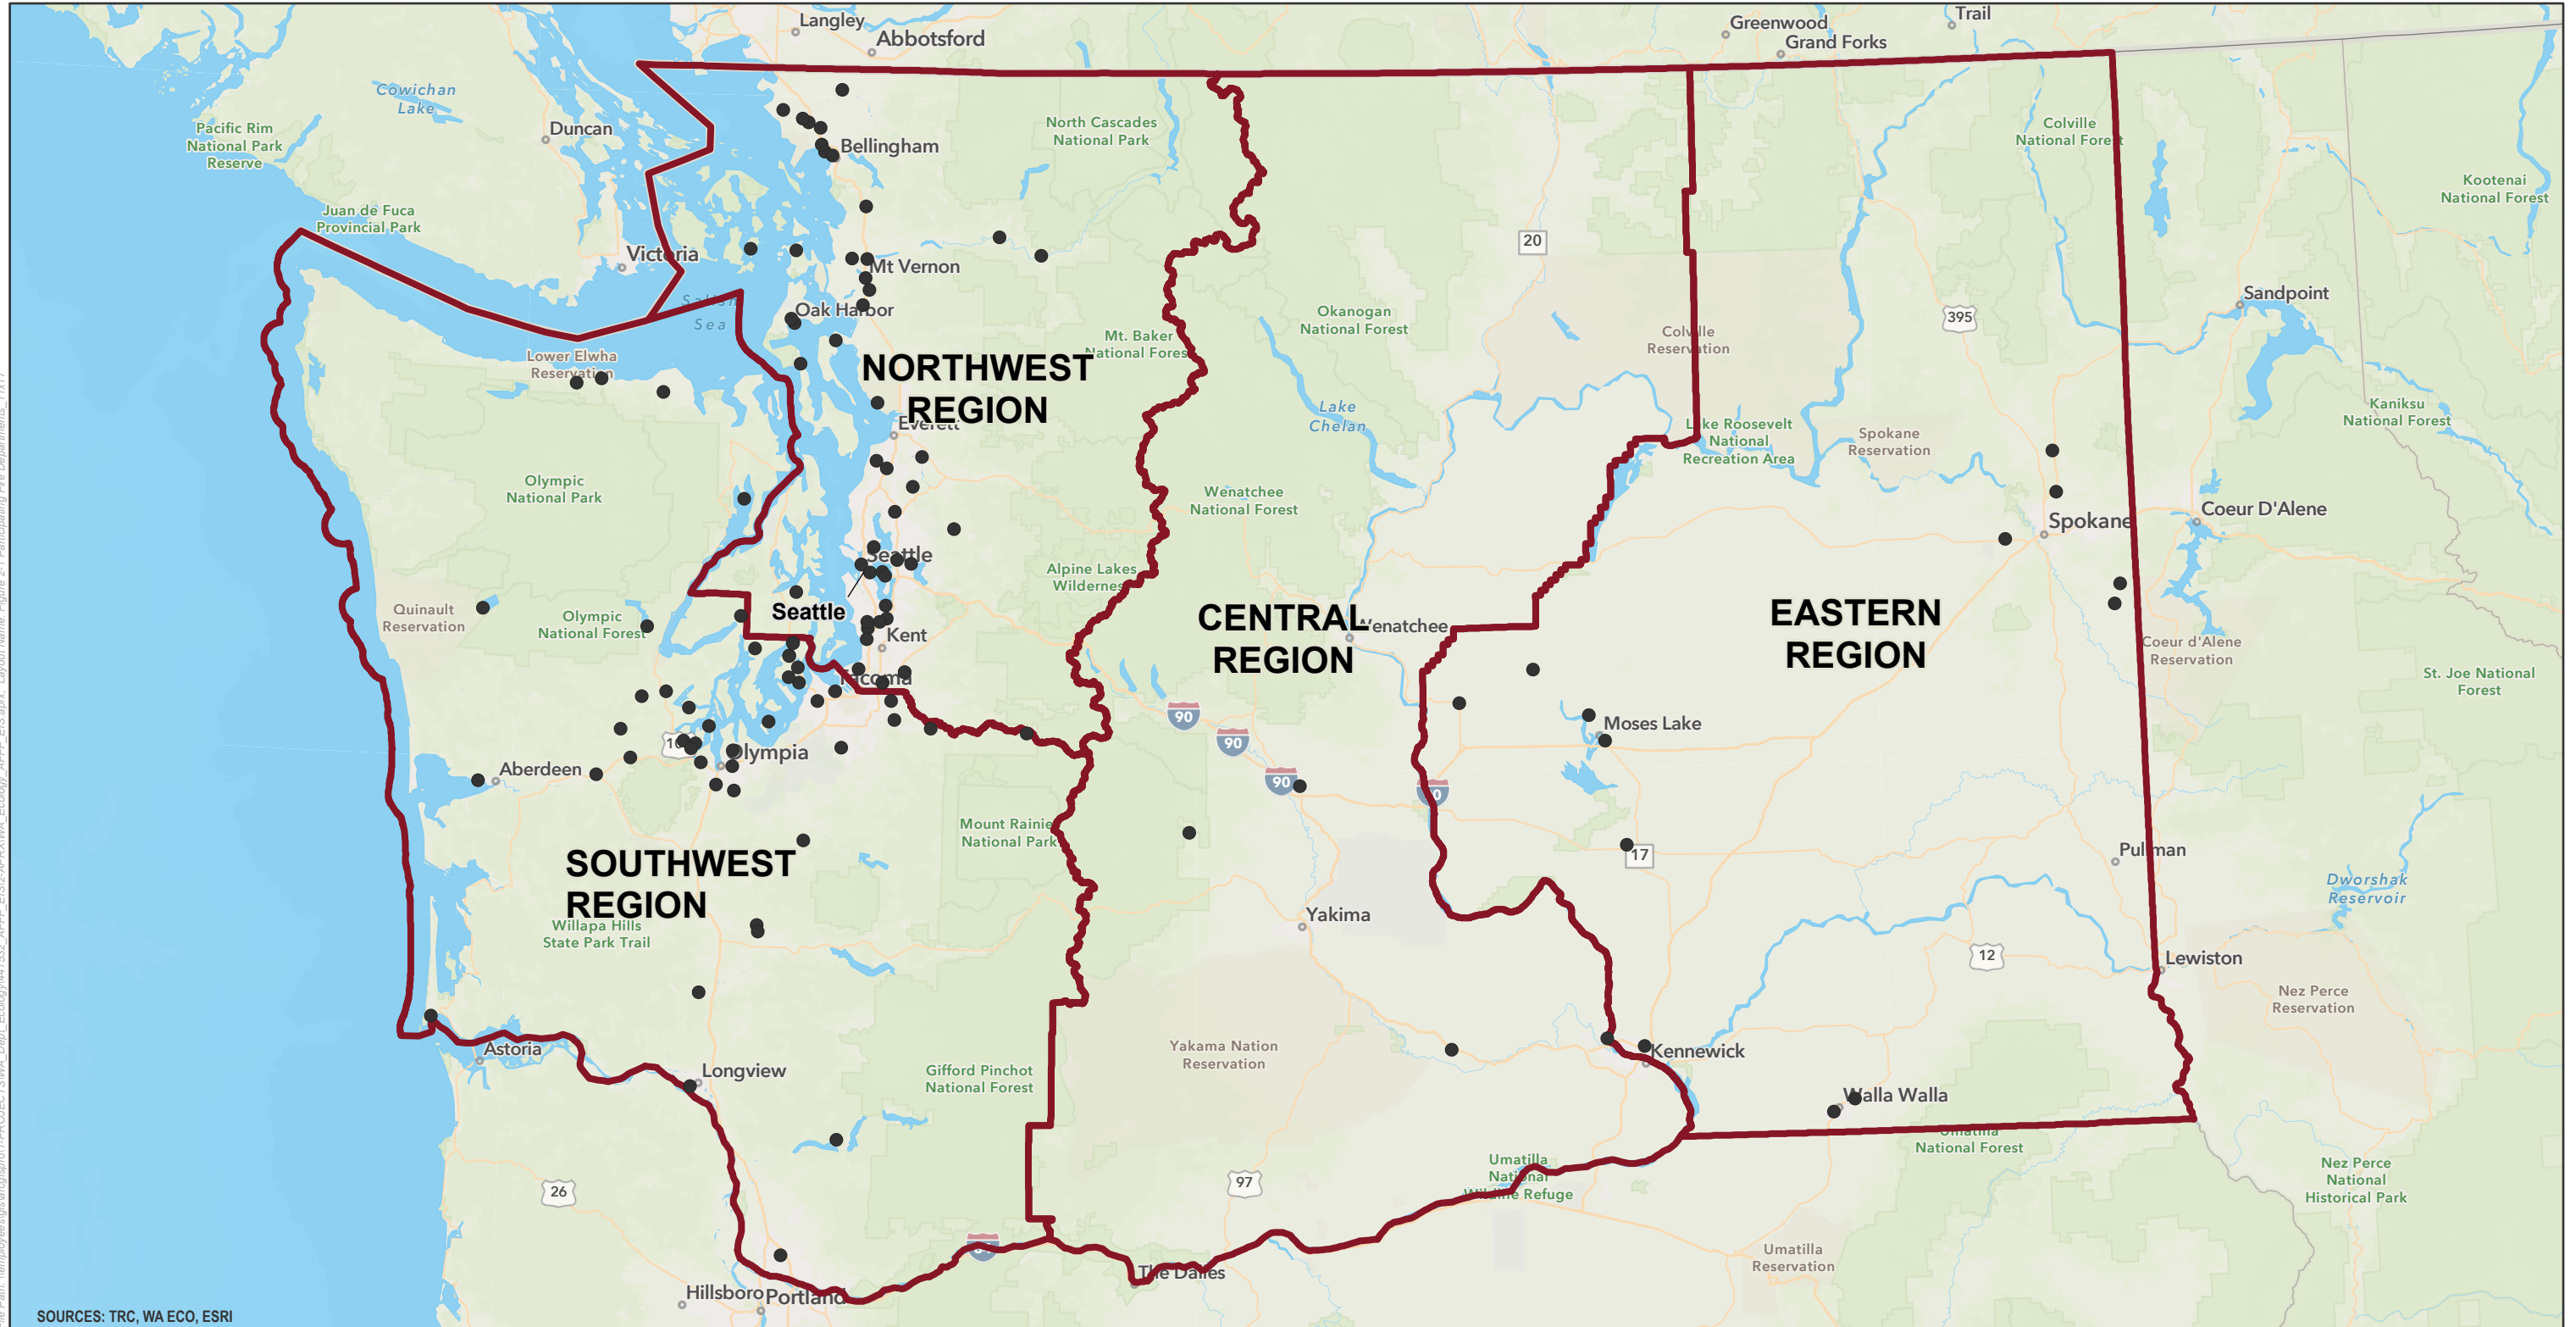 Langley
Abbotsford
Greenwood
Trail
Grand Forks
Cowichan
Lake
Duncan
Pacific Rim
National Park
Reserve
North Cascades
National Park
Colville
National Forest
Bellingham
Kootenai
National Forest
Juan de Fuca
Provincial Park
Victoria
20
Mt Vernon
Sandpoint
Salish
Sea
Oak Harbor
Okanogan
National Forest
395
Mt. Baker
National Forest
Colville
Reservation
Lower Elwha
Reservation
NORTHWEST
REGION
Everett
Lake
Chelan
Kaniksu
National Forest
Lake Roosevelt
National
Recreation Area
Spokane
Reservation
Olympic
National Park
Wenatchee
National Forest
Spokane
Coeur D'Alene
Seattle
Alpine Lakes
Wilderness
Seattle
Quinault
Reservation
Olympic
National Forest
Kent
CENTRAL
REGION
Wenatchee
EASTERN
REGION
Coeur d'Alene
Reservation
St. Joe National
Forest
Tacoma
90
90
90
Moses Lake
Olympia
Aberdeen
Mount Rainier
National Park
17
Pullman
SOUTHWEST
REGION
Dworshak
Reservoir
Willapa Hills
State Park Trail
Yakima
12
Lewiston
Nez Perce
Reservation
Astoria
Yakama Nation
Reservation
Kennewick
Longview
Gifford Pinchot
National Forest
Walla Walla
Umatilla
National Forest
Umatilla
National
Wildlife Refuge
26
97
Nez Perce
National
Historical Park
Umatilla
Reservation
The Dalles
Hillsboro
Portland
SOURCES: TRC, WA ECO, ESRI